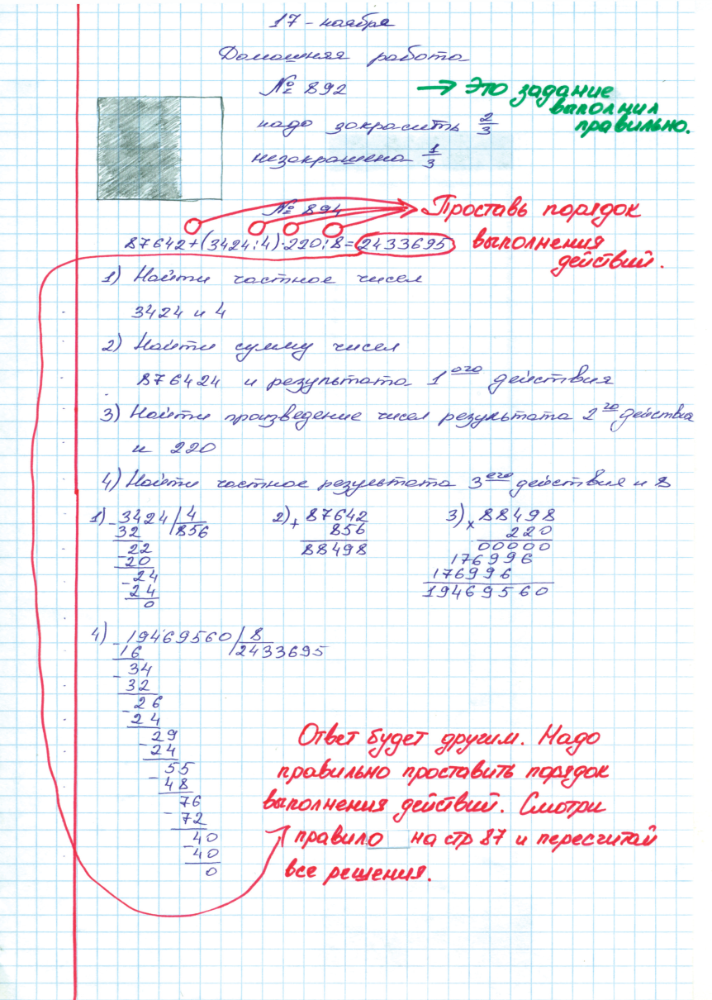 17 - ноября
Домашняя работа
№ 892
→ Это задание
выполнил
правильно.
надо закрасить 2/3
незакрашена 1/3
№ 894
Проставь порядок
выполнения
действий.
87642+(3424:4)·220:8=2433695
1) Найти частное чисел
3424 и 4
2) Найти сумму чисел
876424 и результата 1 ого действия
3) Найти произведение чисел результата 2 го действия
и 220
4) Найти частное результата 3 его действия и 8
1) - 3424 | 4
32 856
- 22
20
- 24
24
0
2) + 87642
856
88498
3) x 88498
220
00000
176996
176996
19469560
4) - 19469560 | 8
16 2433695
- 34
32
- 26
24
- 29
24
- 55
48
- 76
72
- 40
40
0
Ответ будет другим. Надо
правильно проставить порядок
выполнения действий. Смотри
правило на стр 87 и пересчитай
все решения.